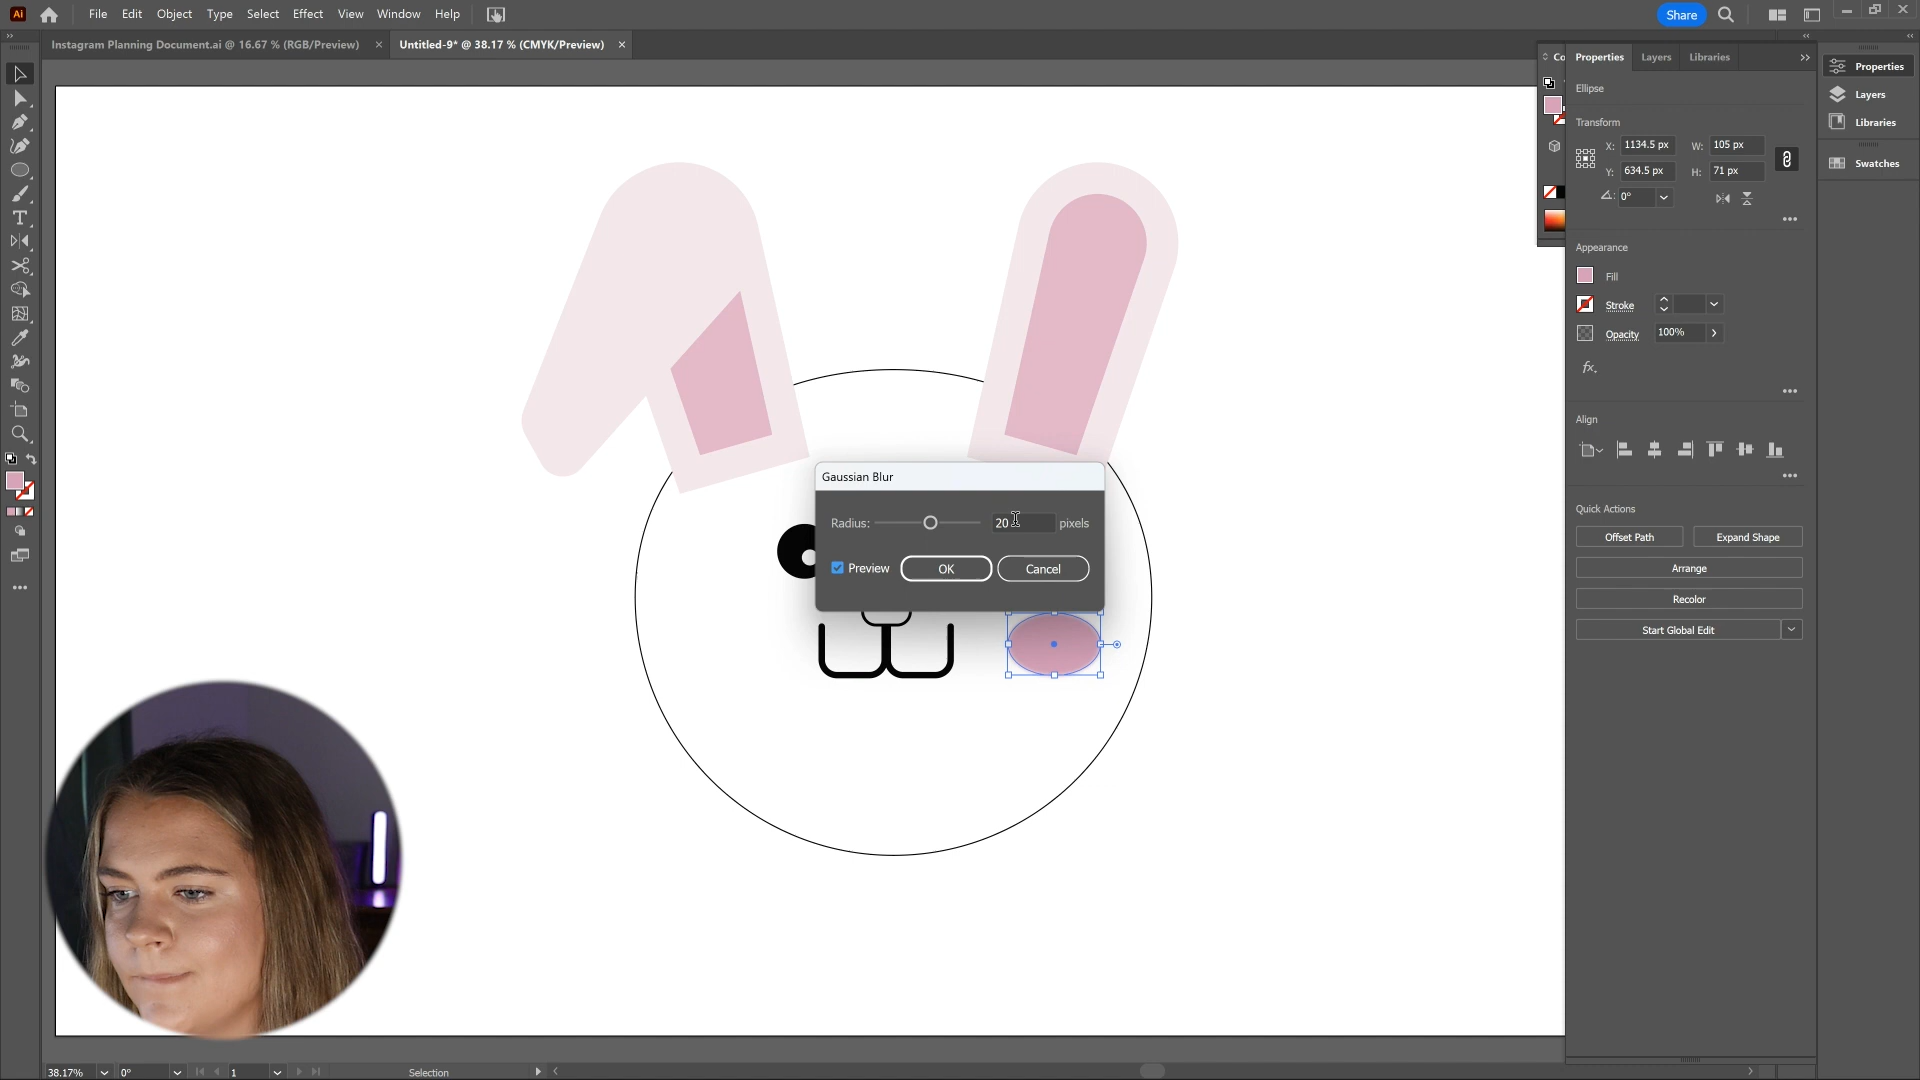 Ai File Edit Object Type Select Effect View Window Help Share
Instagram Planning Document.ai @ 16.67 % (RGB/Preview) × Untitled-9* @ 38.17 % (CMYK/Preview) ×
Co Properties Layers Libraries
Properties
Layers
Libraries
Swatches
Ellipse
Transform
X: 1134.5 px W: 105 px
Y: 634.5 px H: 71 px
0°
Appearance
Fill
Stroke
Opacity 100%
fx.
Align
Quick Actions
Offset Path Expand Shape
Arrange
Recolor
Start Global Edit
Gaussian Blur
Radius: 20 pixels
Preview OK Cancel
38.17% 0° 1 Selection